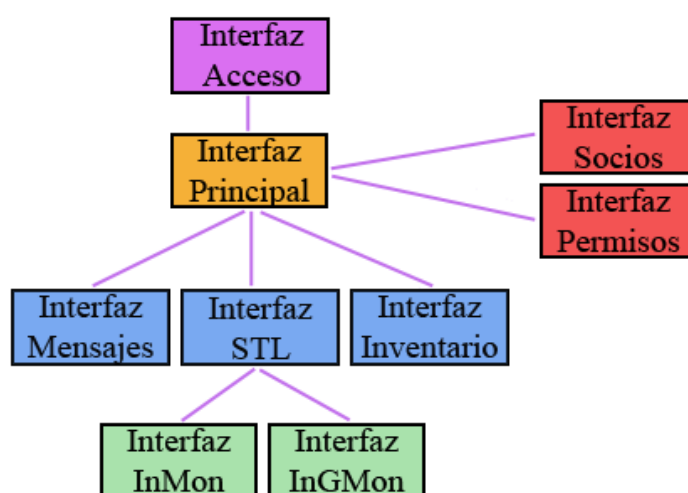 Interfaz
Acceso
Interfaz
Principal
Interfaz
Socios
Interfaz
Permisos
Interfaz
Mensajes
Interfaz
STL
Interfaz
Inventario
Interfaz
InMon
Interfaz
InGMon